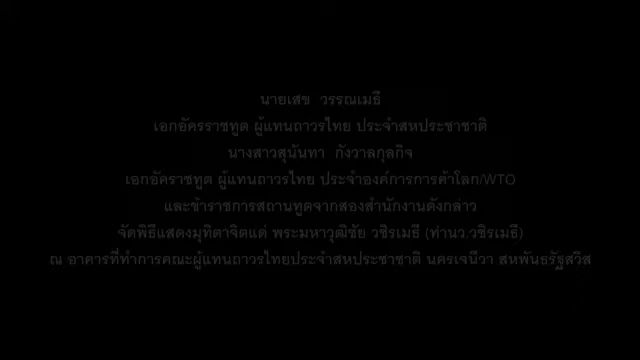 นายเสข วรรณเมธี
เอกอัครราชทูต ผู้แทนถาวรไทย ประจำสหประชาชาติ
นางสาวสุนันทา กังวาลกุลกิจ
เอกอัคราชทูต ผู้แทนถาวรไทย ประจำองค์การการค้าโลก/WTO
และข้าราชการสถานทูตจากสองสำนักงานดังกล่าว
จัดพิธีแสดงมุทิตาจิตแด่ พระมหาวุฒิชัย วชิรเมธี (ท่านว.วชิรเมธี)
ณ อาคารที่ทำการคณะผู้แทนถาวรไทยประจำสหประชาชาติ นครเจนีวา สหพันธรัฐสวิส